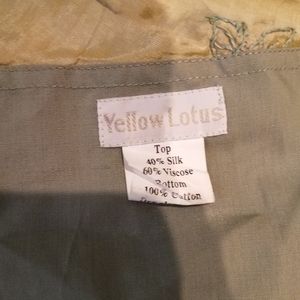 Yellow Lotus
Top
40% Silk
60% Viscose
Bottom
100% Cotton